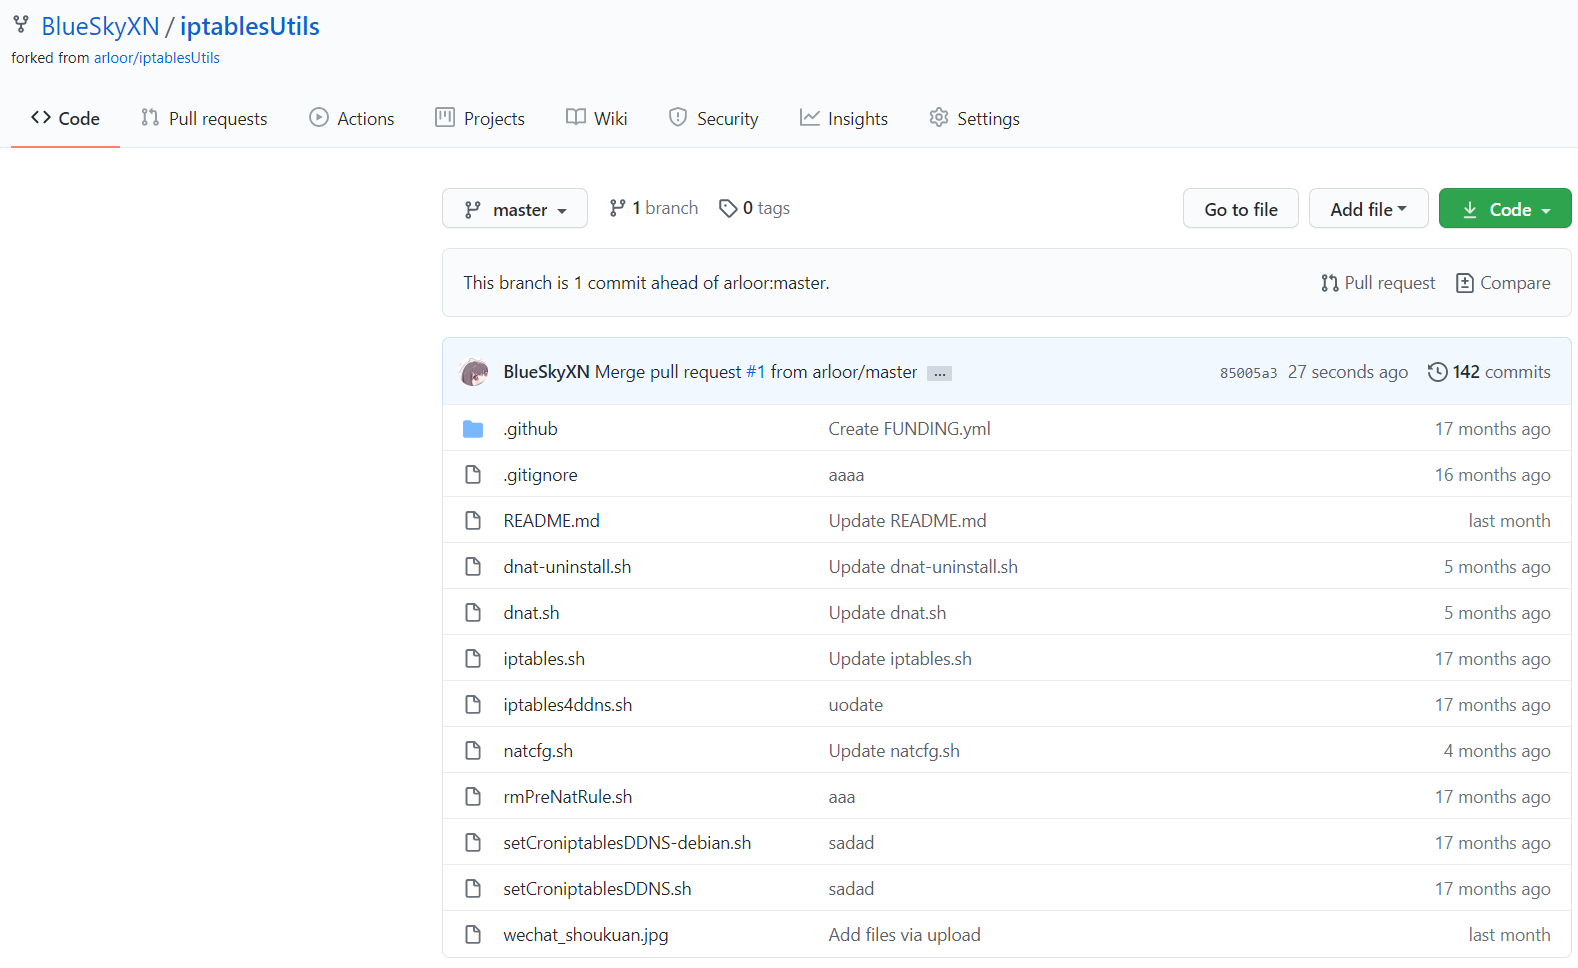 BlueSkyXN / iptablesUtils
forked from arloor/iptablesUtils
Code Pull requests Actions Projects Wiki Security Insights Settings
master 1 branch 0 tags Go to file Add file Code
This branch is 1 commit ahead of arloor:master. Pull request Compare
BlueSkyXN Merge pull request #1 from arloor/master ... 85005a3 27 seconds ago 142 commits
.github Create FUNDING.yml 17 months ago
.gitignore aaaa 16 months ago
README.md Update README.md last month
dnat-uninstall.sh Update dnat-uninstall.sh 5 months ago
dnat.sh Update dnat.sh 5 months ago
iptables.sh Update iptables.sh 17 months ago
iptables4ddns.sh uodate 17 months ago
natcfg.sh Update natcfg.sh 4 months ago
rmPreNatRule.sh aaa 17 months ago
setCroniptablesDDNS-debian.sh sadad 17 months ago
setCroniptablesDDNS.sh sadad 17 months ago
wechat_shoukuan.jpg Add files via upload last month